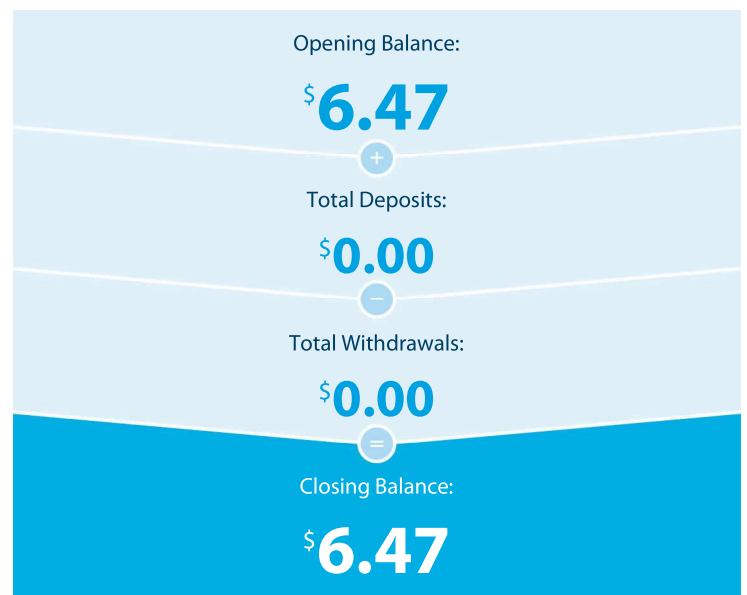 Opening Balance:
$6.47
+
Total Deposits:
$0.00
−
Total Withdrawals:
$0.00
=
Closing Balance:
$6.47